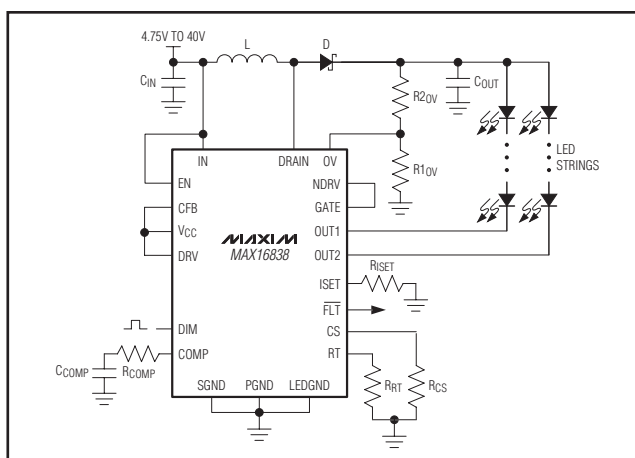 4.75V TO 40V
L
D
CIN
R2OV
COUT
R1OV
LED
STRINGS
IN
DRAIN
OV
EN
NDRV
CFB
GATE
VCC
MAXIM
OUT1
DRV
MAX16838
OUT2
ISET
RISET
FLT
DIM
CS
COMP
RT
CCOMP
RCOMP
SGND
PGND
LEDGND
RRT
RCS